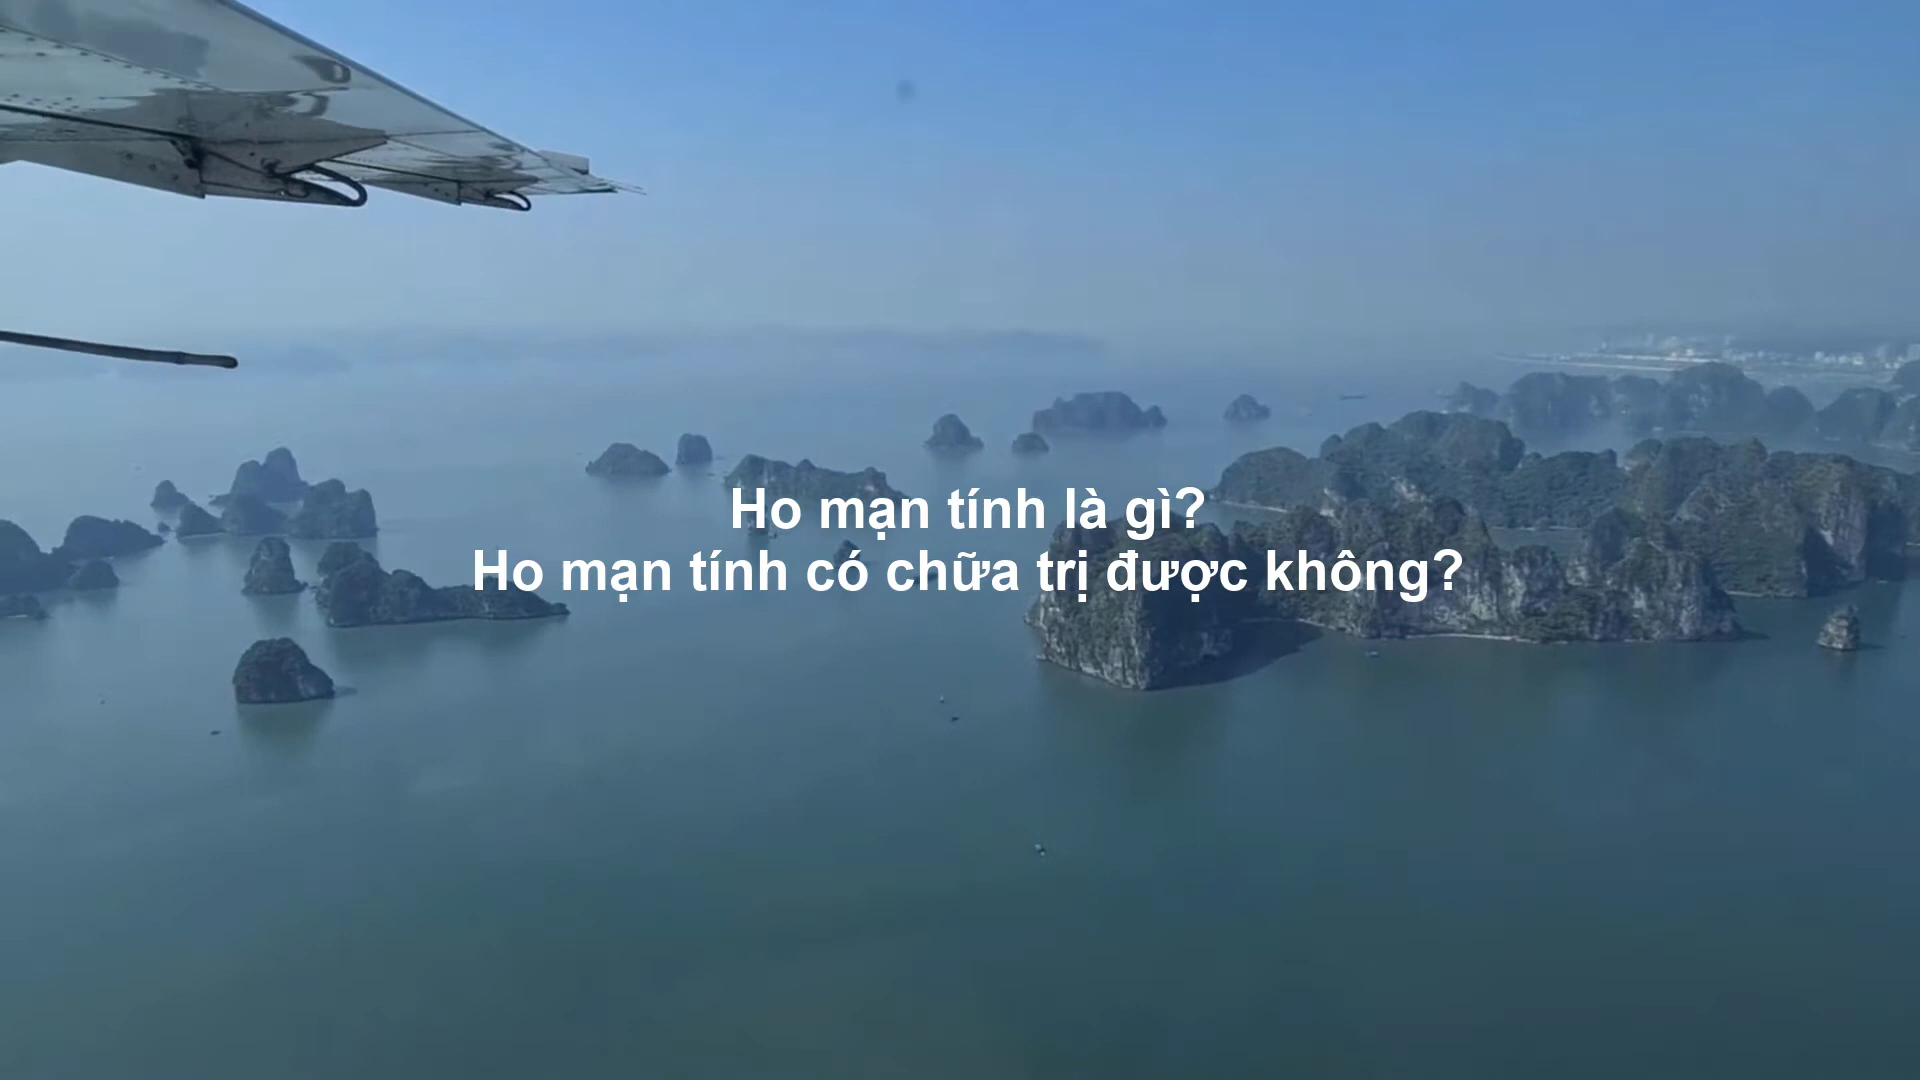 Ho mạn tính là gì?
Ho mạn tính có chữa trị được không?